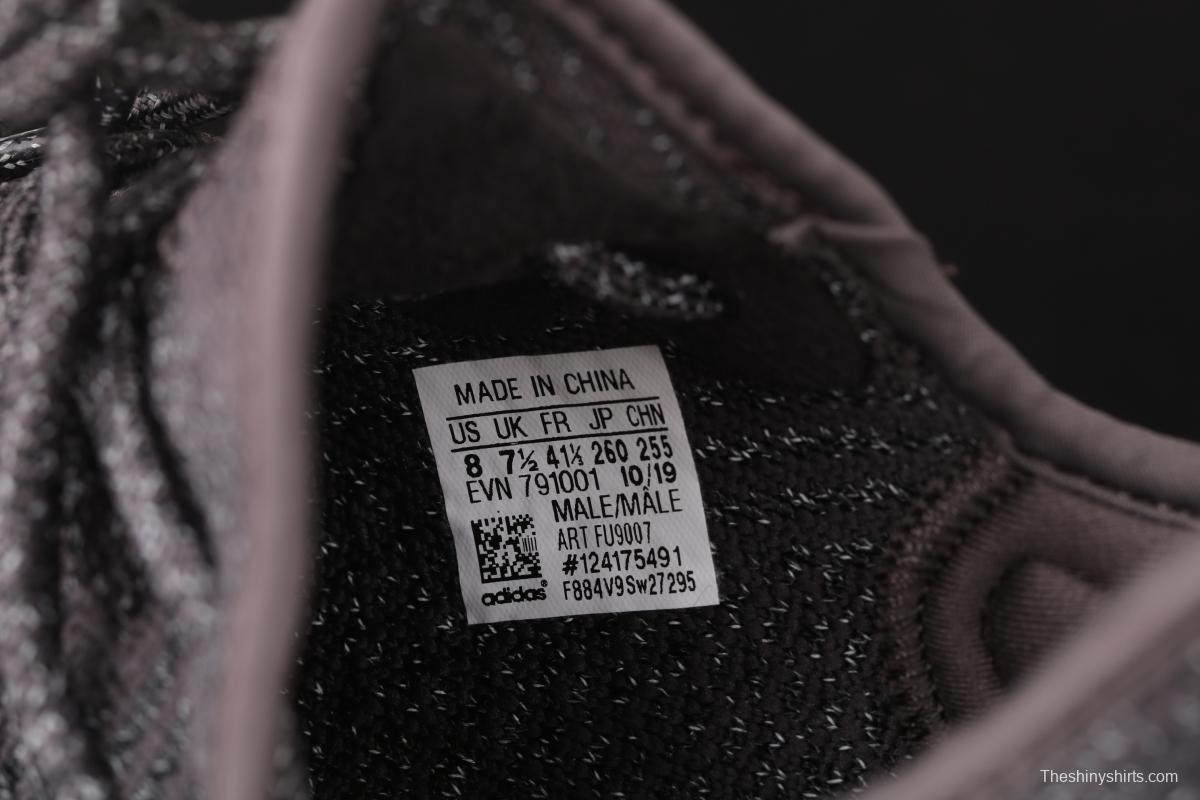 MADE IN CHINA
US UK FR JP CHN
8 7½ 41⅓ 260 255
EVN 791001 10/19
MALE/MÂLE
ART FU9007
#124175491
F884V9Sw27295
adidas®
Theshinyshirts.com